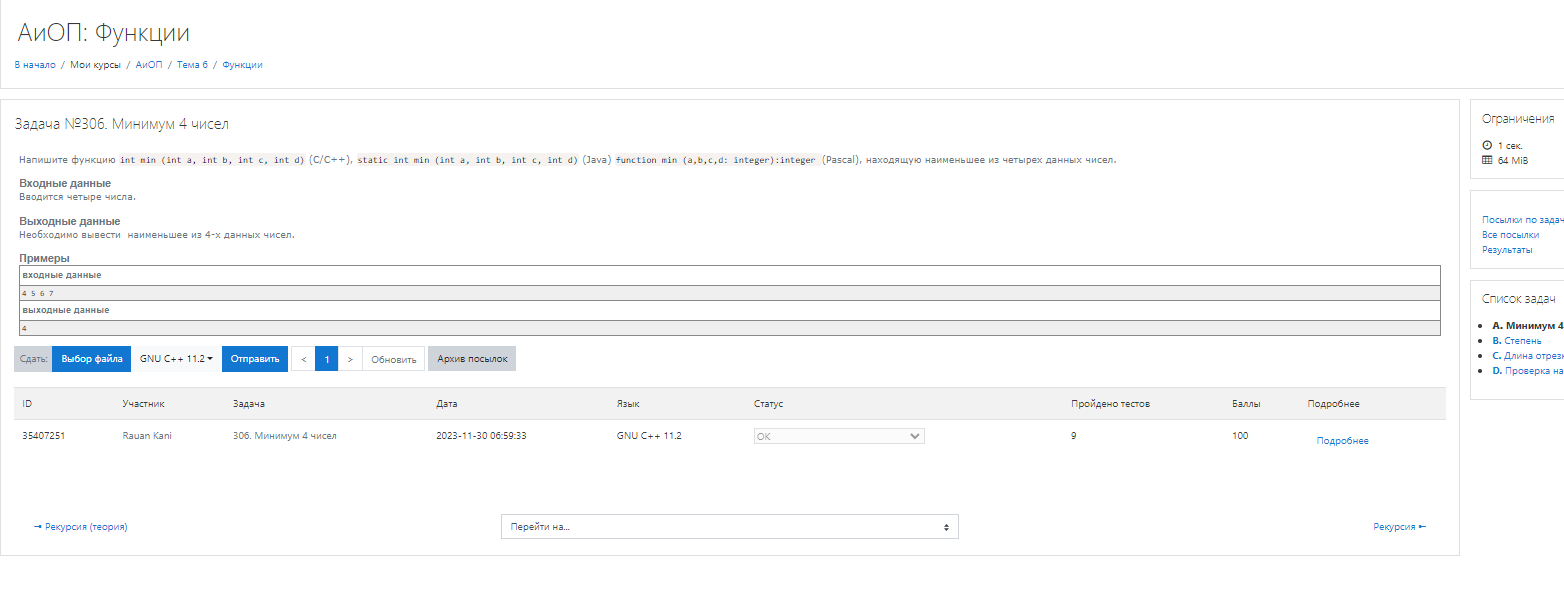 АиОП: Функции
В начало / Мои курсы / АиОП / Тема 6 / Функции
Задача №306. Минимум 4 чисел
Напишите функцию int min (int a, int b, int c, int d) (C/C++), static int min (int a, int b, int c, int d) (Java) function min (a,b,c,d: integer):integer (Pascal), находящую наименьшее из четырех данных чисел.
Входные данные
Вводится четыре числа.
Выходные данные
Необходимо вывести наименьшее из 4-х данных чисел.
Примеры
входные данные
4 5 6 7
выходные данные
4
Сдать: Выбор файла GNU C++ 11.2 Отправить < 1 > Обновить Архив посылок
ID Участник Задача Дата Язык Статус Пройдено тестов Баллы Подробнее
35407251 Rauan Kani 306. Минимум 4 чисел 2023-11-30 06:59:33 GNU C++ 11.2 OK 9 100 Подробнее
→ Рекурсия (теория) Перейти на... Рекурсия ←
Ограничения
1 сек.
64 MiB
Посылки по задач
Все посылки
Результаты
Список задач
A. Минимум 4
B. Степень
C. Длина отрезк
D. Проверка на